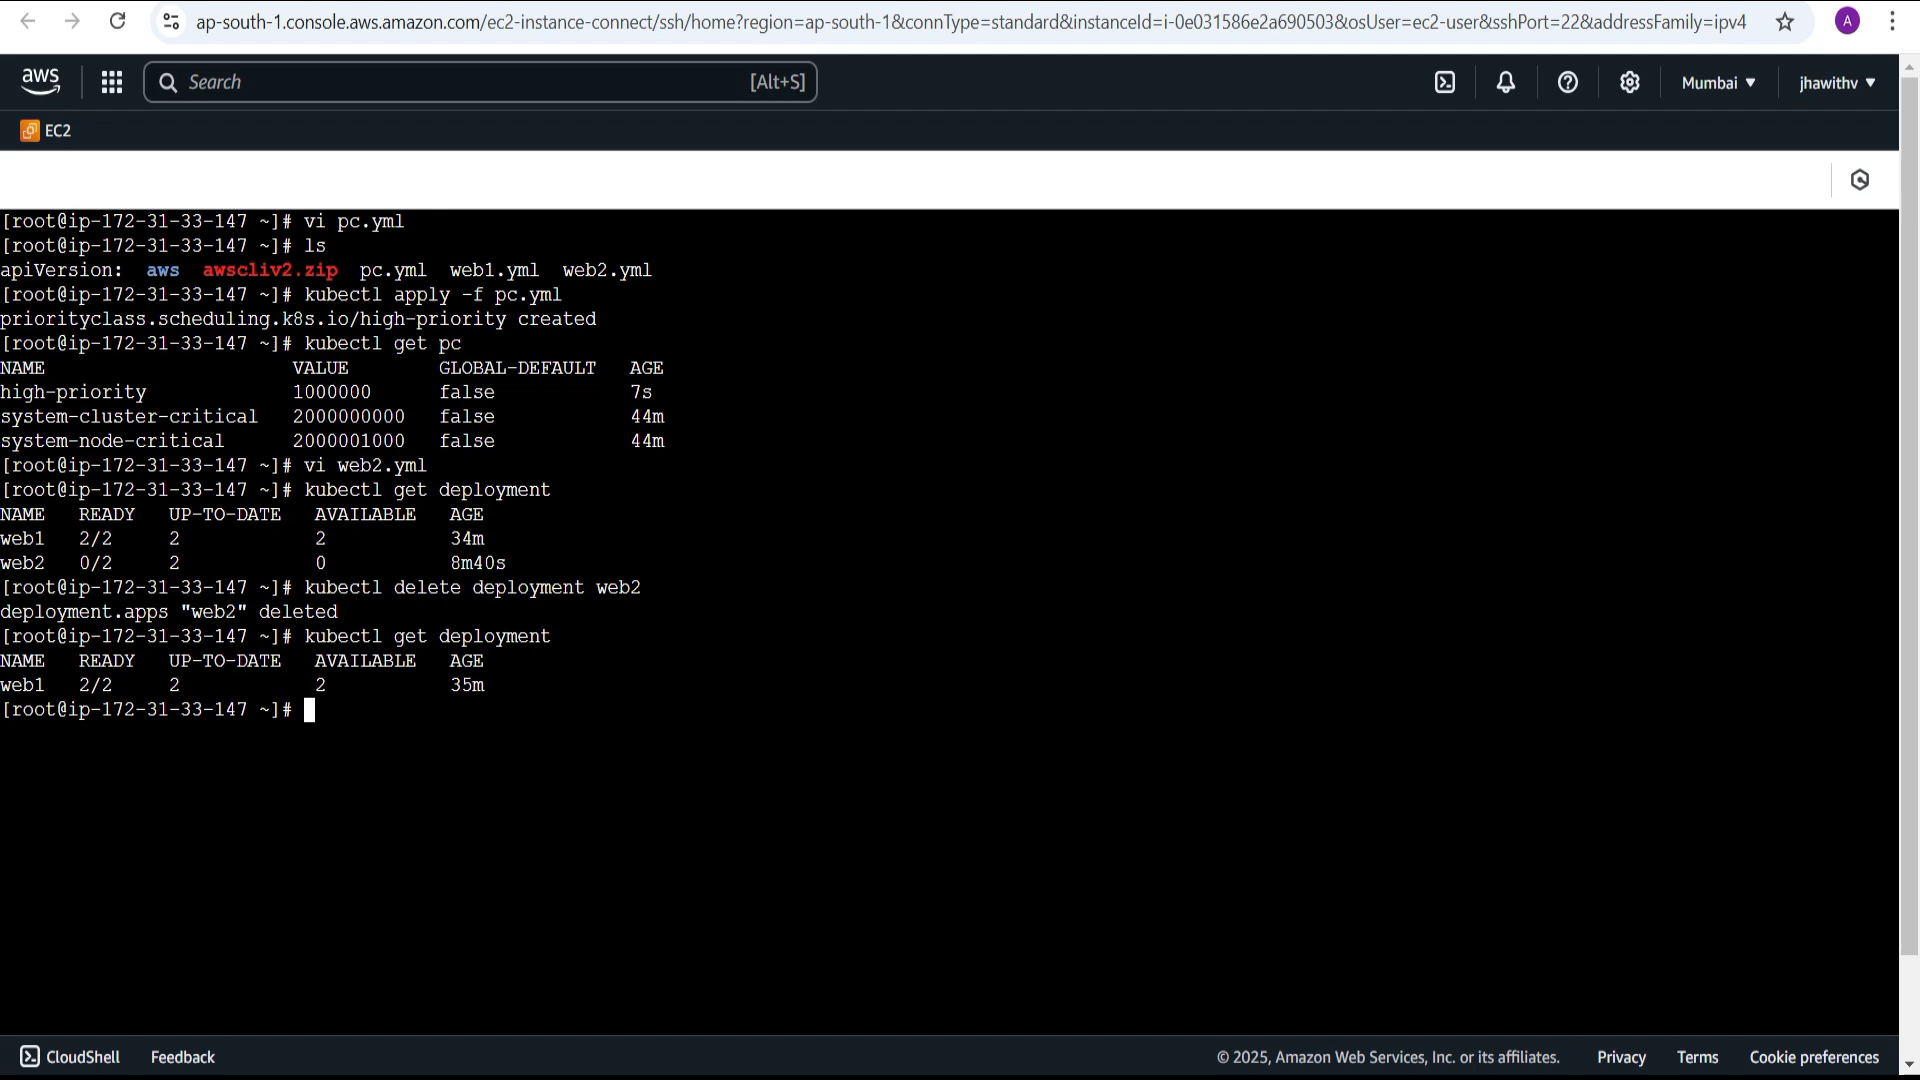 ap-south-1.console.aws.amazon.com/ec2-instance-connect/ssh/home?region=ap-south-1&connType=standard&instanceId=i-0e031586e2a690503&osUser=ec2-user&sshPort=22&addressFamily=ipv4
A
aws
Search
[Alt+S]
Mumbai
jhawithv
EC2
[root@ip-172-31-33-147 ~]# vi pc.yml
[root@ip-172-31-33-147 ~]# ls
apiVersion:  aws  awscliv2.zip  pc.yml  web1.yml  web2.yml
[root@ip-172-31-33-147 ~]# kubectl apply -f pc.yml
priorityclass.scheduling.k8s.io/high-priority created
[root@ip-172-31-33-147 ~]# kubectl get pc
NAME                      VALUE        GLOBAL-DEFAULT   AGE
high-priority             1000000      false            7s
system-cluster-critical   2000000000   false            44m
system-node-critical      2000001000   false            44m
[root@ip-172-31-33-147 ~]# vi web2.yml
[root@ip-172-31-33-147 ~]# kubectl get deployment
NAME   READY   UP-TO-DATE   AVAILABLE   AGE
web1   2/2     2            2           34m
web2   0/2     2            0           8m40s
[root@ip-172-31-33-147 ~]# kubectl delete deployment web2
deployment.apps "web2" deleted
[root@ip-172-31-33-147 ~]# kubectl get deployment
NAME   READY   UP-TO-DATE   AVAILABLE   AGE
web1   2/2     2            2           35m
[root@ip-172-31-33-147 ~]#
CloudShell
Feedback
© 2025, Amazon Web Services, Inc. or its affiliates.
Privacy
Terms
Cookie preferences